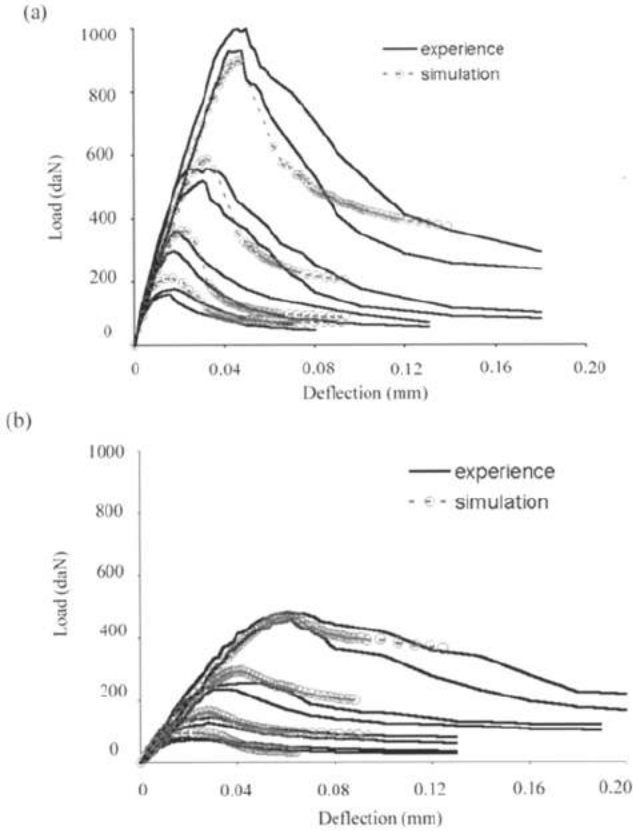 (a)
1000
800
600
400
200
0
Load (daN)
experience
simulation
0 0.04 0.08 0.12 0.16 0.20
Deflection (mm)
(b)
1000
800
600
400
200
0
Load (daN)
experience
simulation
0 0.04 0.08 0.12 0.16 0.20
Deflection (mm)